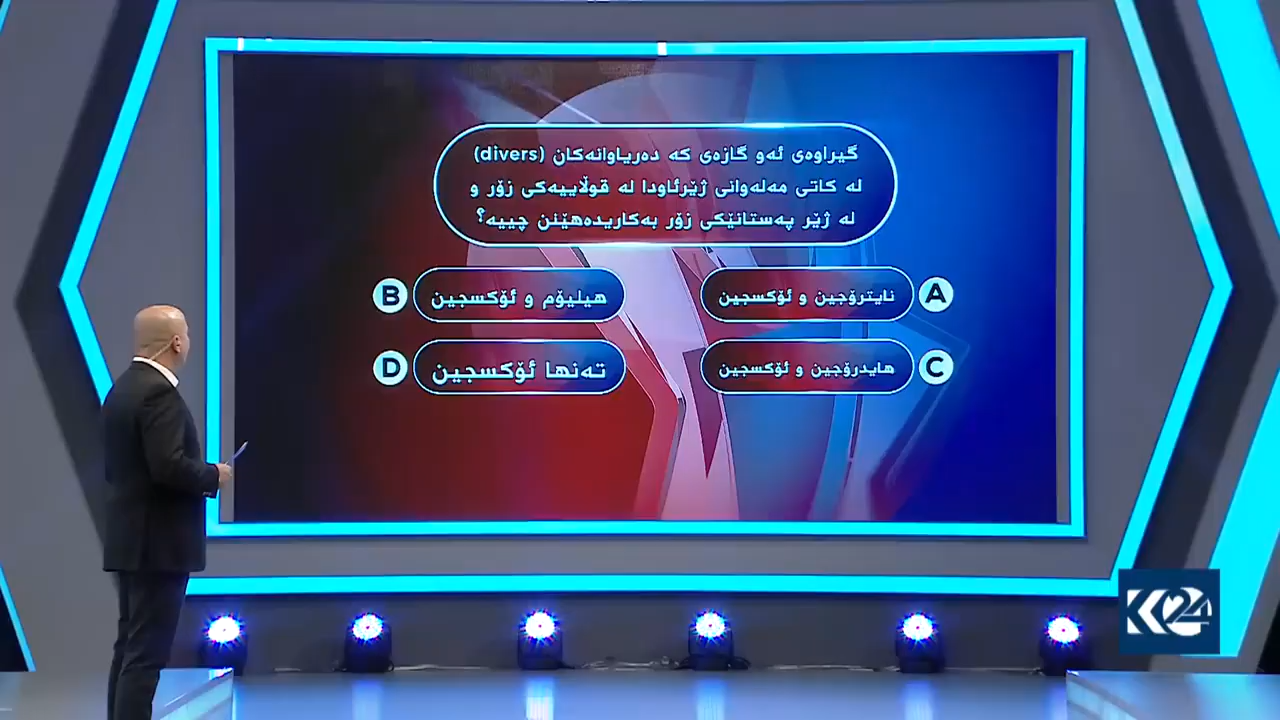 گیراوەی ئەو گازەی کە دەریاوانەکان (divers)
لە کاتی مەلەوانی ژێرئاودا لە قوڵاییەکی زۆر و
لە ژێر پەستانێکی زۆر بەکاریدەهێنن چییە؟
A نایترۆجین و ئۆکسجین
B هیلیۆم و ئۆکسجین
C هایدرۆجین و ئۆکسجین
D تەنها ئۆکسجین
K24